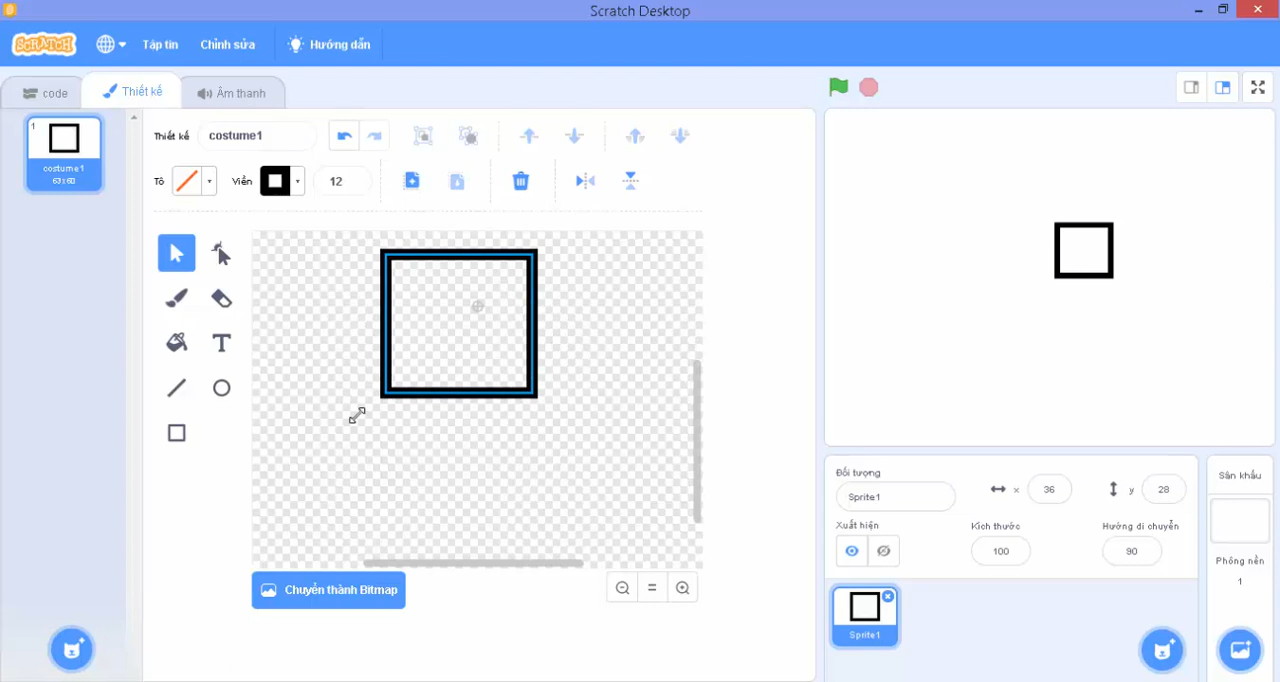 Scratch Desktop
SCRATCH
Tập tin
Chỉnh sửa
Hướng dẫn
code
Thiết kế
Âm thanh
1
costume1
63×60
Thiết kế
costume1
Tô
Viền
12
Chuyển thành Bitmap
Đối tượng
Sprite1
x
36
y
28
Xuất hiện
Kích thước
100
Hướng di chuyển
90
Sprite1
Sân khấu
Phông nền
1